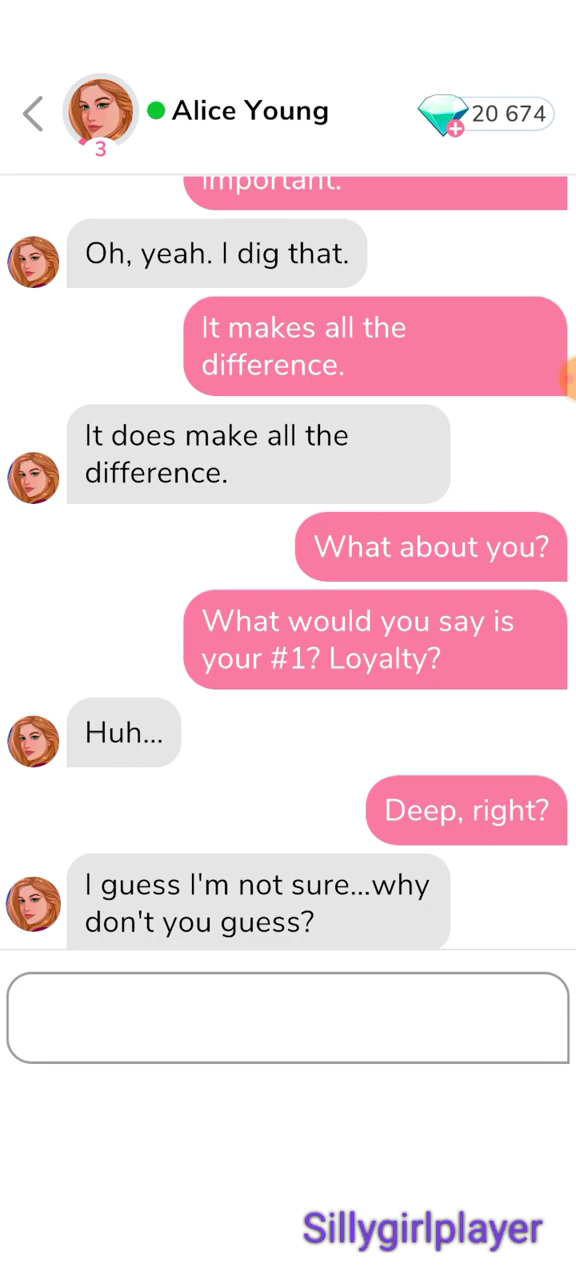 Alice Young
20 674
3
important.
Oh, yeah. I dig that.
It makes all the
difference.
It does make all the
difference.
What about you?
What would you say is
your #1? Loyalty?
Huh...
Deep, right?
I guess I'm not sure...why
don't you guess?
Sillygirlplayer